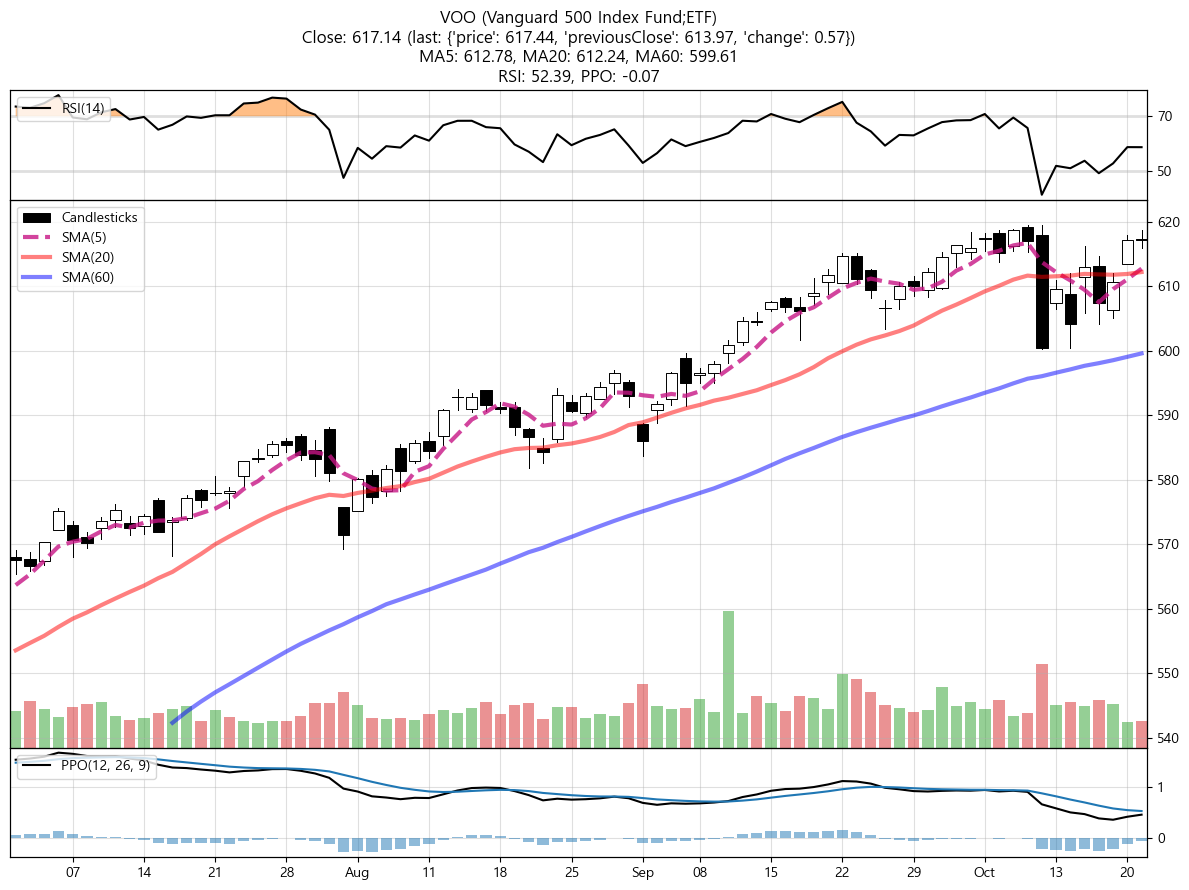 VOO (Vanguard 500 Index Fund;ETF)
Close: 617.14 (last: {'price': 617.44, 'previousClose': 613.97, 'change': 0.57})
MA5: 612.78, MA20: 612.24, MA60: 599.61
RSI: 52.39, PPO: -0.07
RSI(14)
70
50
Candlesticks
SMA(5)
SMA(20)
SMA(60)
620
610
600
590
580
570
560
550
540
PPO(12, 26, 9)
1
0
07 14 21 28 Aug 11 18 25 Sep 08 15 22 29 Oct 13 20